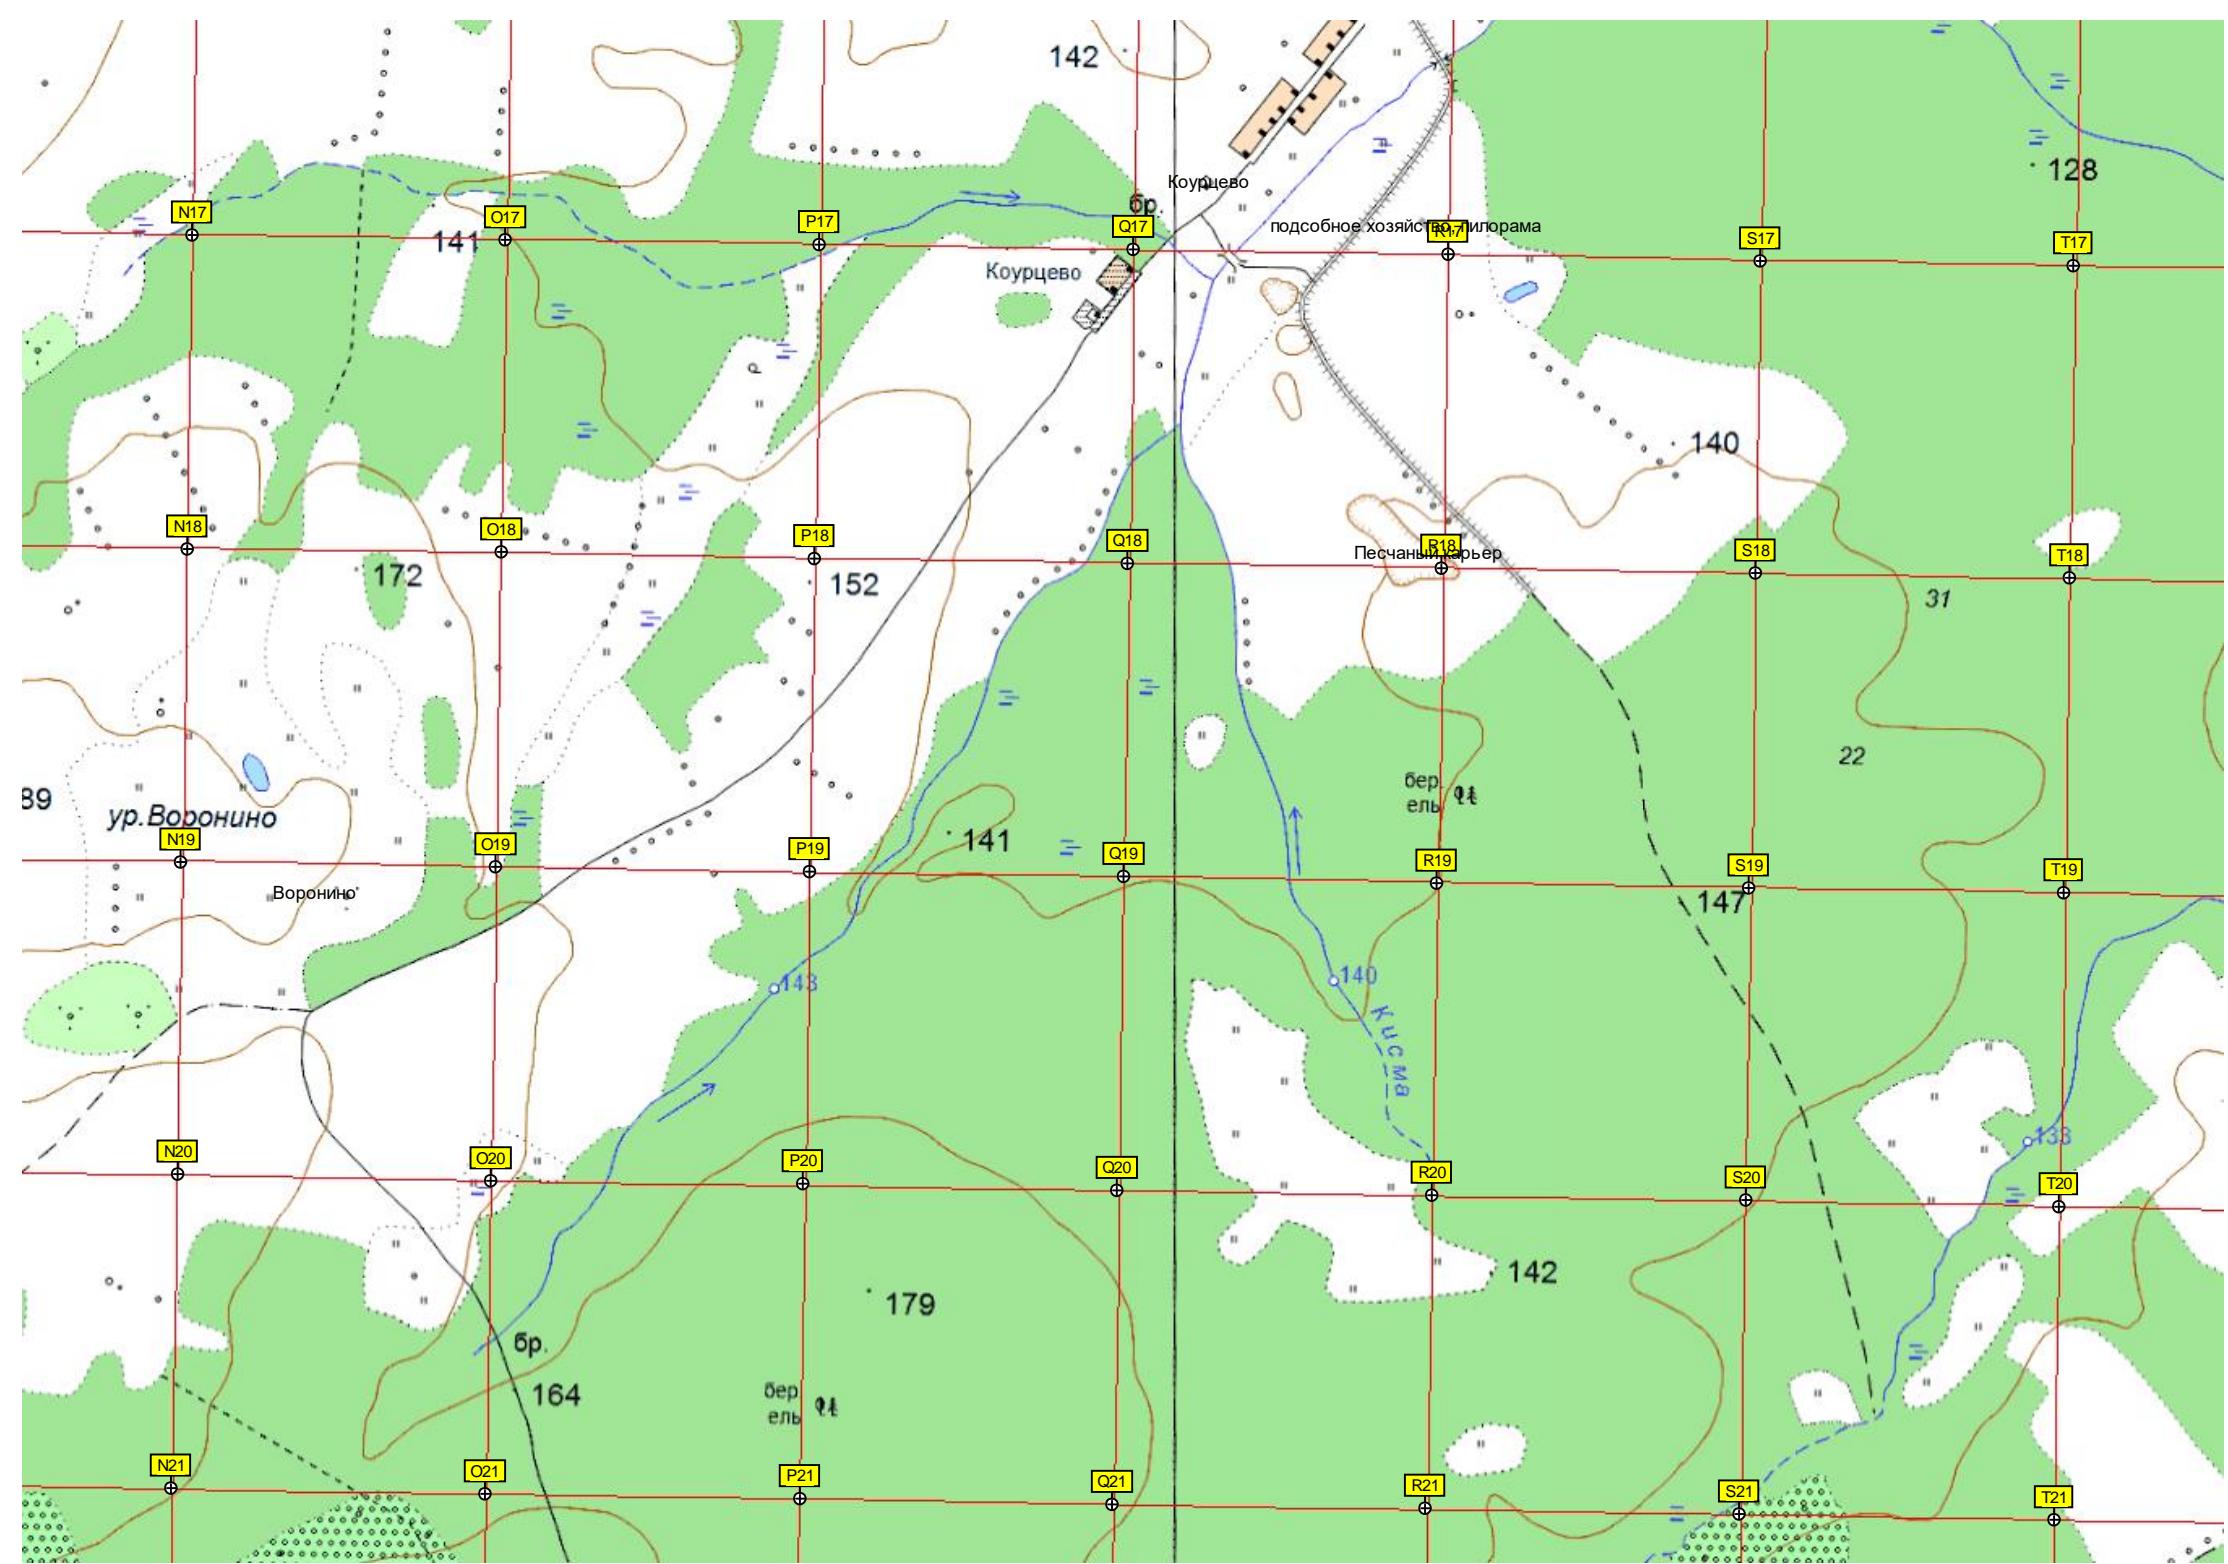 142
128
Коурцево
бр.
N17
O17
P17
Q17
подсобное хозяйство, пилорама
R17
S17
T17
141
Коурцево
140
N18
O18
P18
Q18
R18
S18
T18
Песчаный карьер
172
152
31
22
бер.
ель
89
ур.Воронино
141
N19
O19
P19
Q19
R19
S19
T19
Воронино
147
143
140
Кисма
133
N20
O20
P20
Q20
R20
S20
T20
142
179
бр.
164
бер.
ель
N21
O21
P21
Q21
R21
S21
T21